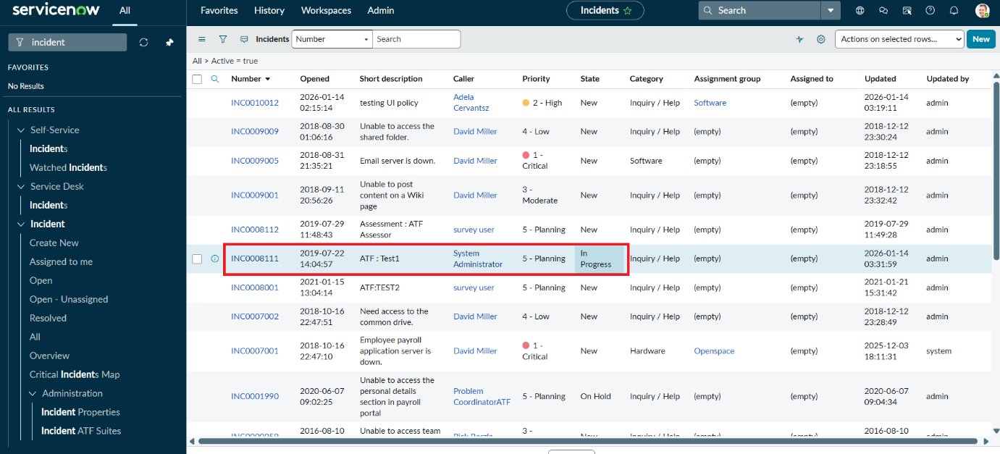 servicenow All Favorites History Workspaces Admin Incidents Search
incident Incidents Number Search Actions on selected rows... New
All > Active = true
FAVORITES
No Results
ALL RESULTS
Self-Service
Incidents
Watched Incidents
Service Desk
Incidents
Incident
Create New
Assigned to me
Open
Open - Unassigned
Resolved
All
Overview
Critical Incidents Map
Administration
Incident Properties
Incident ATF Suites
Number Opened Short description Caller Priority State Category Assignment group Assigned to Updated Updated by
INC0010012 2026-01-14 02:15:14 testing UI policy Adela Cervantsz 2 - High New Inquiry / Help Software (empty) 2026-01-14 03:19:11 admin
INC0009009 2018-08-30 01:06:16 Unable to access the shared folder. David Miller 4 - Low New Inquiry / Help (empty) (empty) 2018-12-12 23:30:24 admin
INC0009005 2018-08-31 21:35:21 Email server is down. David Miller 1 - Critical New Software (empty) (empty) 2018-12-12 23:18:55 admin
INC0009001 2018-09-11 20:56:26 Unable to post content on a Wiki page David Miller 3 - Moderate New Inquiry / Help (empty) (empty) 2018-12-12 23:32:42 admin
INC0008112 2019-07-29 11:48:43 Assessment : ATF Assessor survey user 5 - Planning New Inquiry / Help (empty) (empty) 2019-07-29 11:49:28 admin
INC0008111 2019-07-22 14:04:57 ATF : Test1 System Administrator 5 - Planning In Progress Inquiry / Help (empty) (empty) 2026-01-14 03:31:59 admin
INC0008001 2021-01-15 13:04:14 ATF:TEST2 survey user 5 - Planning New Inquiry / Help (empty) (empty) 2021-01-21 15:31:42 admin
INC0007002 2018-10-16 22:47:51 Need access to the common drive. David Miller 4 - Low New Inquiry / Help (empty) (empty) 2018-12-12 23:28:49 admin
INC0007001 2018-10-16 22:47:10 Employee payroll application server is down. David Miller 1 - Critical New Hardware Openspace (empty) 2025-12-03 18:11:31 system
INC0001990 2020-06-07 09:02:25 Unable to access the personal details section in payroll portal Problem CoordinatorATF 5 - Planning On Hold Inquiry / Help (empty) (empty) 2020-06-07 09:04:34 admin
2016-08-10 Unable to access team 3 - New Inquiry / Help (empty) (empty) 2016-08-10 admin